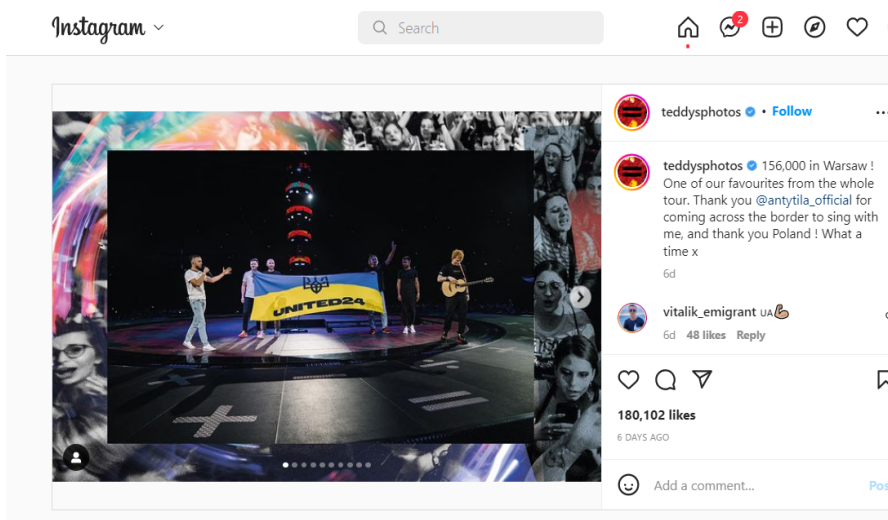 Instagram
Search
2
teddysphotos • Follow
teddysphotos 156,000 in Warsaw !
One of our favourites from the whole
tour. Thank you @antytila_official for
coming across the border to sing with
me, and thank you Poland ! What a
time x
6d
vitalik_emigrant UA💪🏼
6d 48 likes Reply
UNITED24
180,102 likes
6 DAYS AGO
Add a comment...
Pos